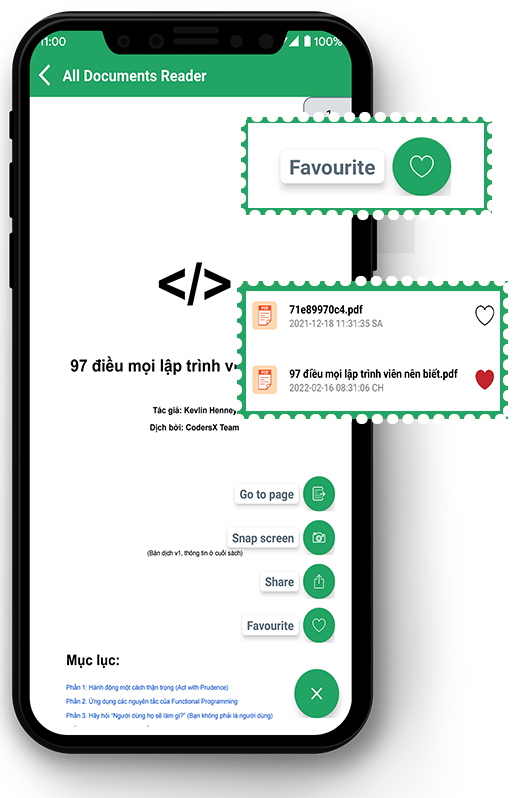 11:00
100%
All Documents Reader
1
Favourite
</>
71e89970c4.pdf
2021-12-18 11:31:35 SA
97 điều mọi lập trình v
97 điều mọi lập trình viên nên biết.pdf
2022-02-16 08:31:06 CH
Tác giả: Kevlin Henney
Dịch bởi: CodersX Team
Go to page
Snap screen
(Bản dịch v1, thông tin ở cuối sách)
Share
Favourite
Mục lục:
Phần 1: Hành động một cách thận trọng (Act with Prudence)
Phần 2. Ứng dụng các nguyên tắc của Functional Programming
Phần 3. Hãy hỏi "Người dùng họ sẽ làm gì?" (Bạn không phải là người dùng)